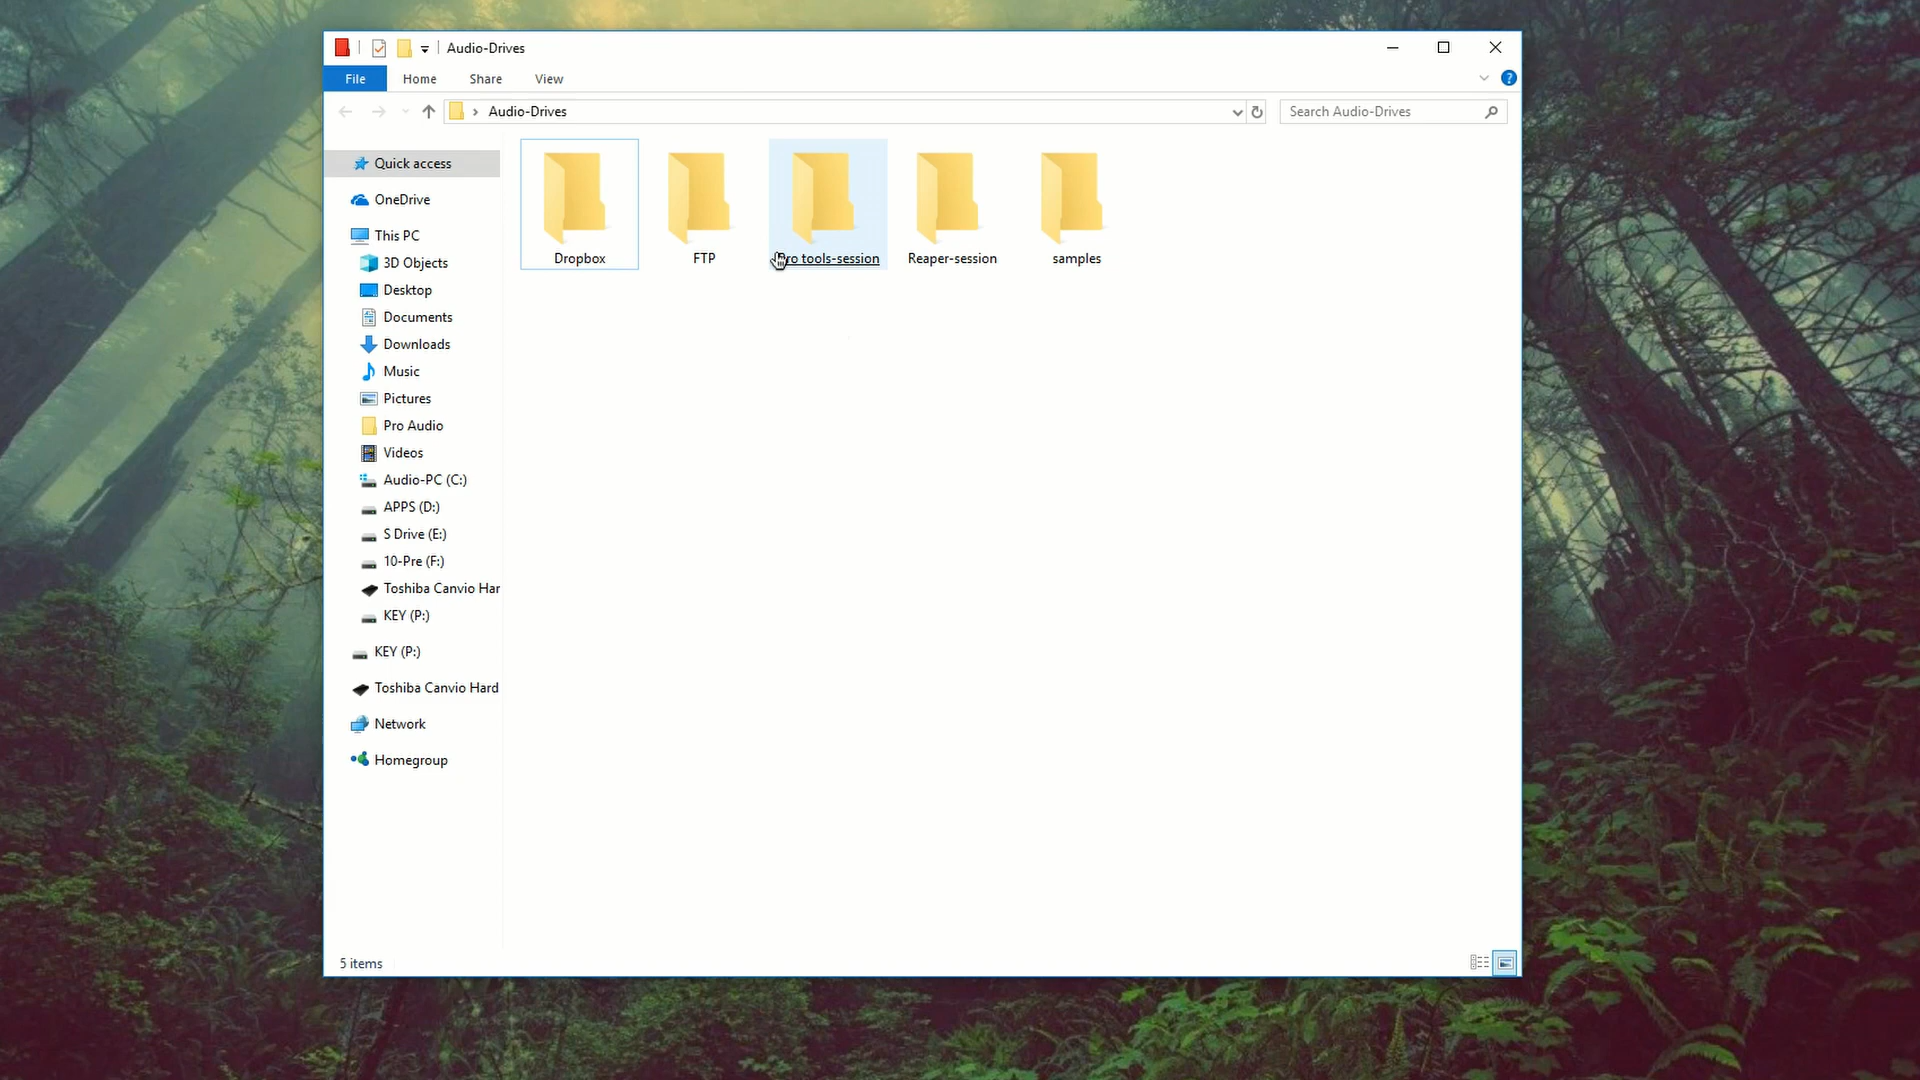 Audio-Drives
File Home Share View
Audio-Drives
Search Audio-Drives
Quick access
OneDrive
This PC
3D Objects
Desktop
Documents
Downloads
Music
Pictures
Pro Audio
Videos
Audio-PC (C:)
APPS (D:)
S Drive (E:)
10-Pre (F:)
Toshiba Canvio Har
KEY (P:)
KEY (P:)
Toshiba Canvio Hard
Network
Homegroup
Dropbox
FTP
Pro tools-session
Reaper-session
samples
5 items